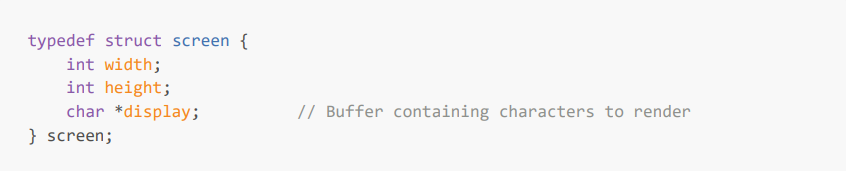 typedef struct screen {
    int width;
    int height;
    char *display;          // Buffer containing characters to render
} screen;